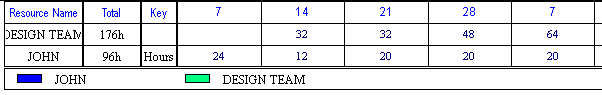 Resource Name Total Key 7 14 21 28 7
DESIGN TEAM 176h 32 32 48 64
JOHN 96h Hours 24 12 20 20 20
JOHN DESIGN TEAM